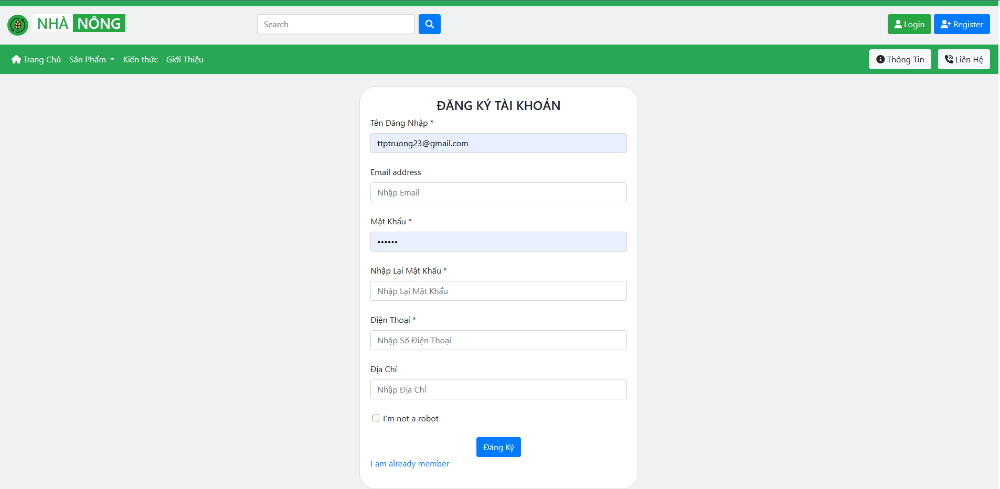 NHÀ NÔNG
Search
Login
Register
Trang Chủ
Sản Phẩm
Kiến thức
Giới Thiệu
Thông Tin
Liên Hệ
ĐĂNG KÝ TÀI KHOẢN
Tên Đăng Nhập *
ttptruong23@gmail.com
Email address
Nhập Email
Mật Khẩu *
••••••
Nhập Lại Mật Khẩu *
Nhập Lại Mật Khẩu
Điện Thoại *
Nhập Số Điện Thoại
Địa Chỉ
Nhập Địa Chỉ
I'm not a robot
Đăng Ký
I am already member